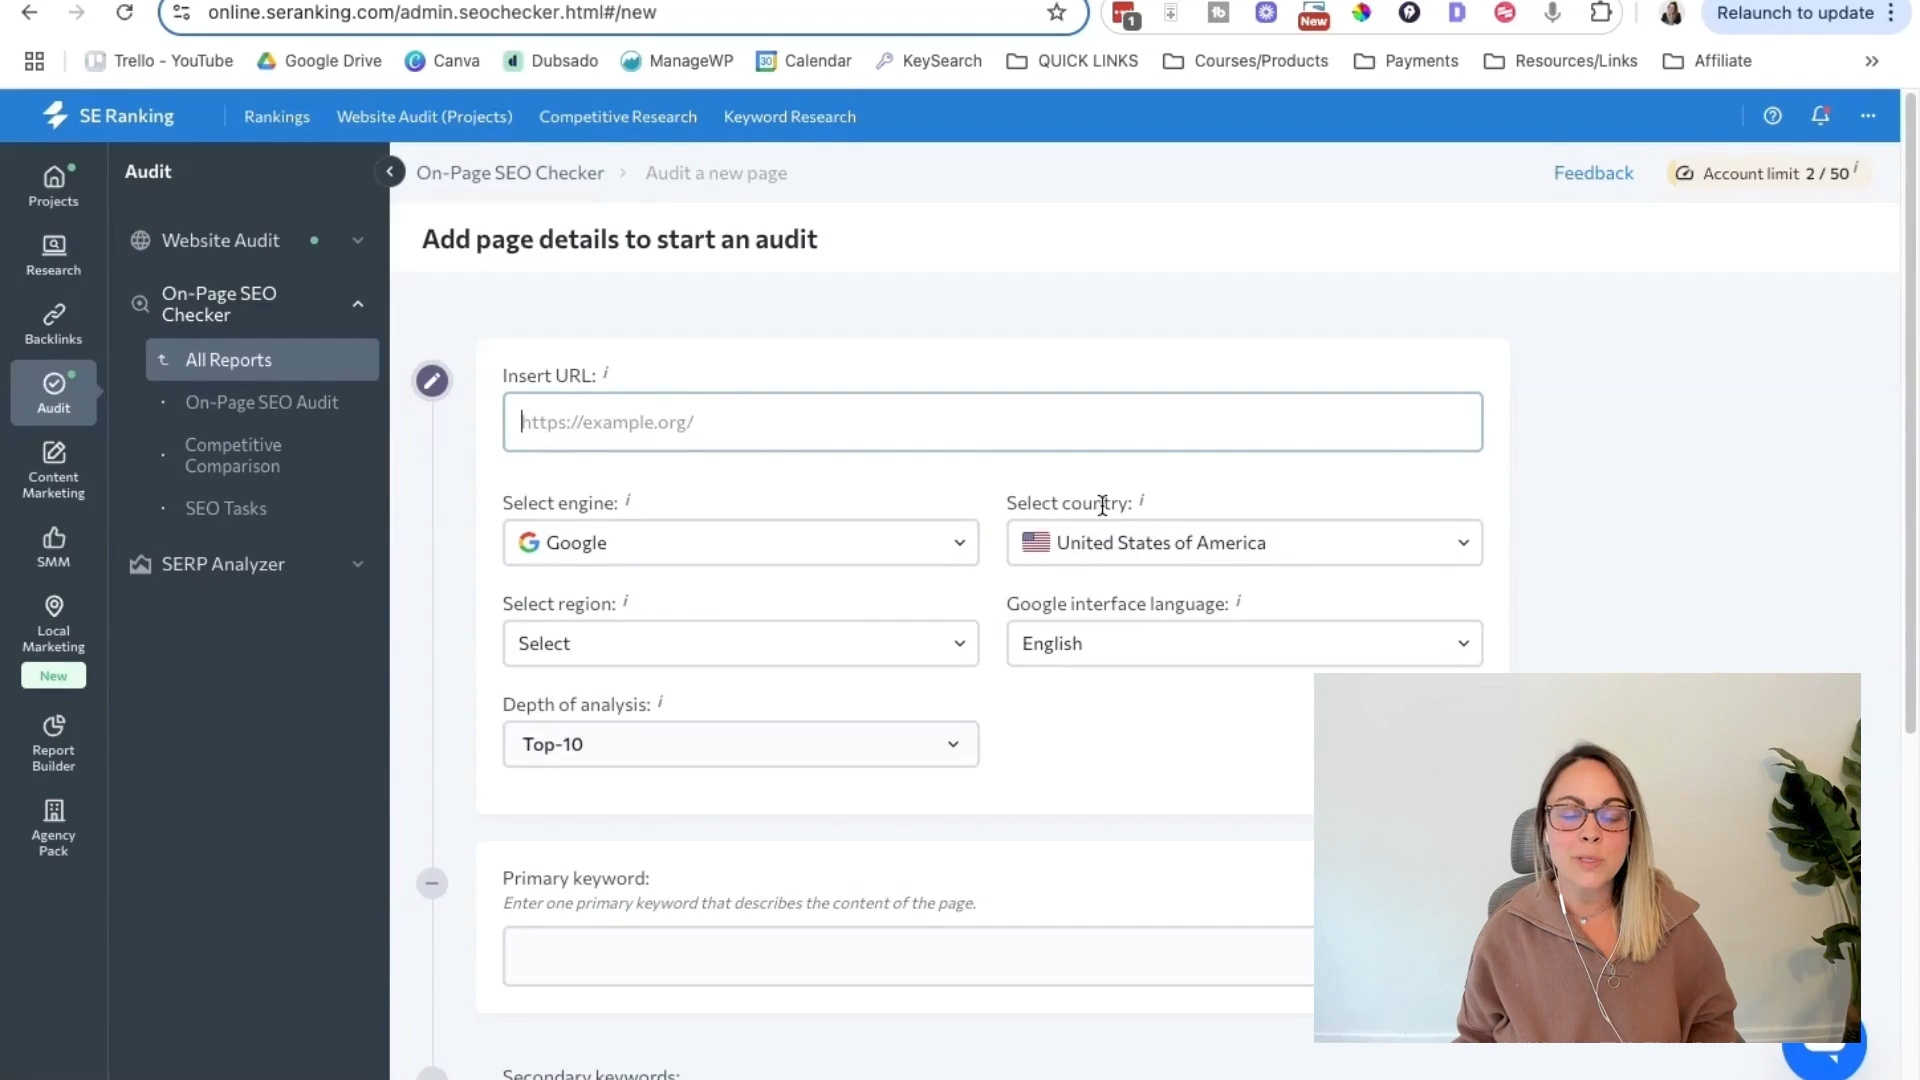 online.seranking.com/admin.seochecker.html#/new
1
New
Relaunch to update
Trello - YouTube
Google Drive
Canva
Dubsado
ManageWP
Calendar
KeySearch
QUICK LINKS
Courses/Products
Payments
Resources/Links
Affiliate
SE Ranking
Rankings
Website Audit (Projects)
Competitive Research
Keyword Research
Projects
Research
Backlinks
Audit
Content
Marketing
SMM
Local
Marketing
New
Report
Builder
Agency
Pack
Audit
Website Audit
On-Page SEO
Checker
All Reports
On-Page SEO Audit
Competitive
Comparison
SEO Tasks
SERP Analyzer
On-Page SEO Checker > Audit a new page
Feedback
Account limit 2 / 50 i
Add page details to start an audit
Insert URL: i
https://example.org/
Select engine: i
Google
Select country: i
United States of America
Select region: i
Select
Google interface language: i
English
Depth of analysis: i
Top-10
Primary keyword:
Enter one primary keyword that describes the content of the page.
Secondary keywords: